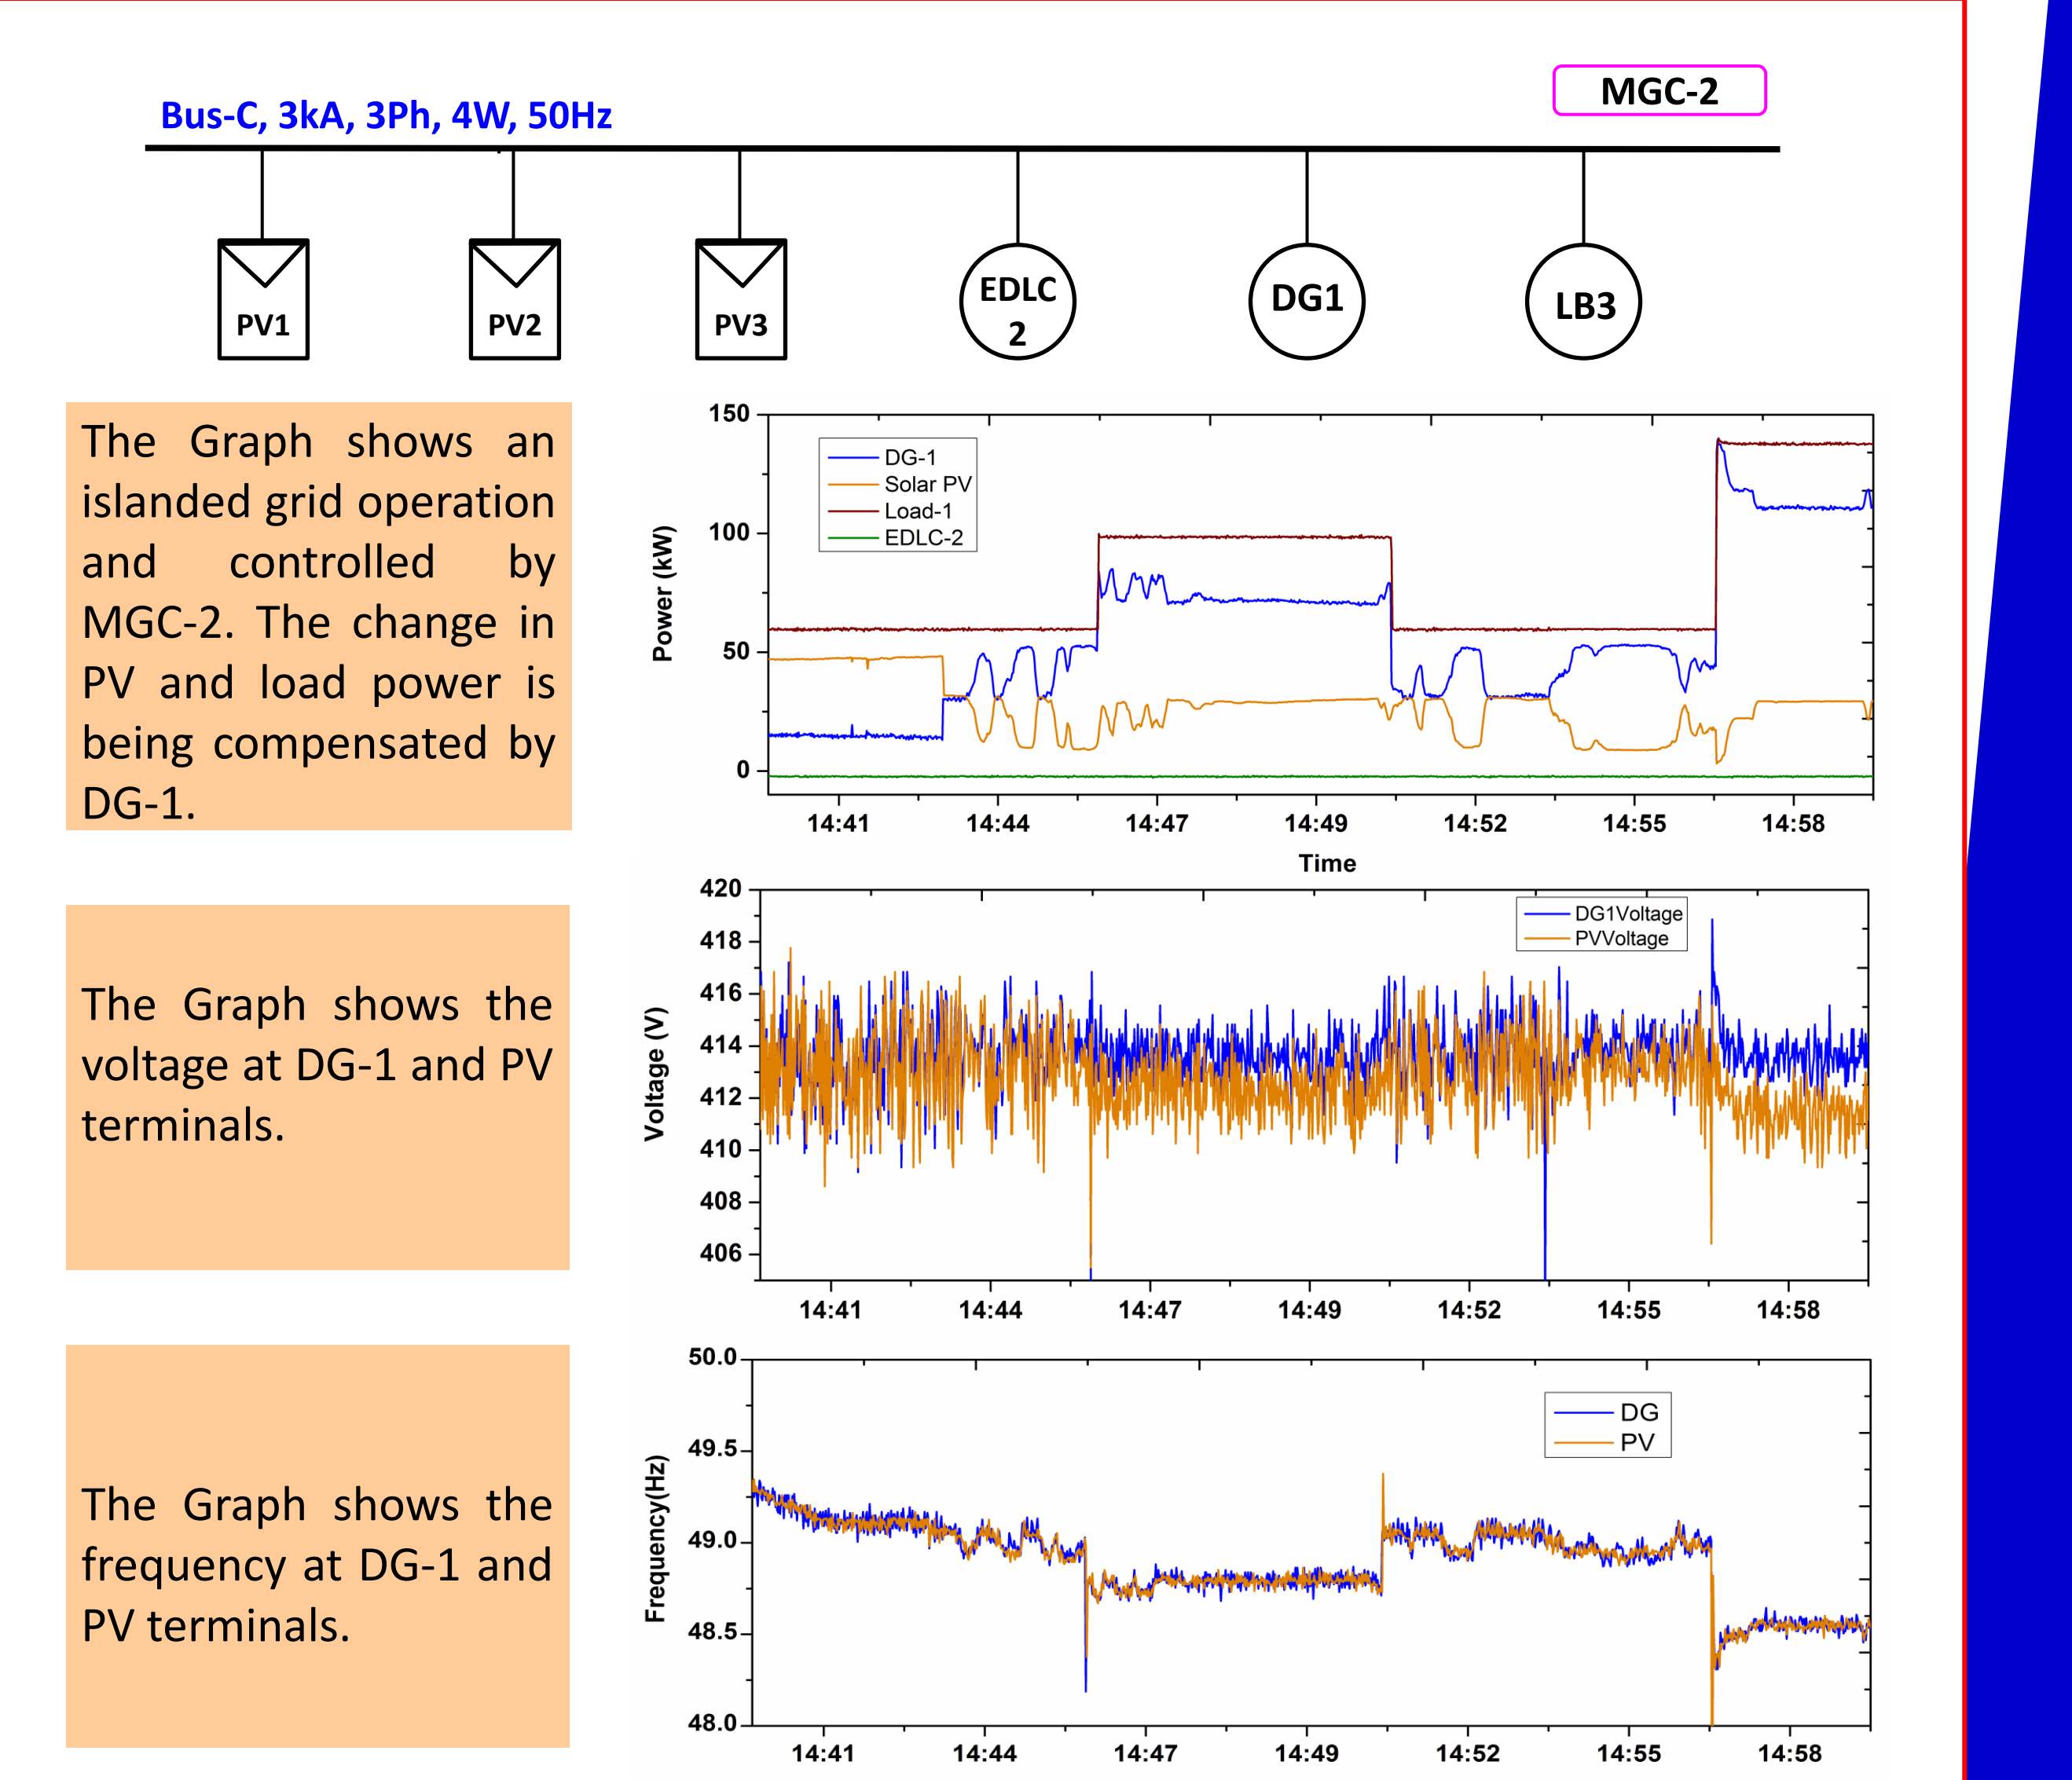 Bus-C, 3kA, 3Ph, 4W, 50Hz
MGC-2
PV1
PV2
PV3
EDLC
2
DG1
LB3
The Graph shows an
islanded grid operation
and controlled by
MGC-2. The change in
PV and load power is
being compensated by
DG-1.
150
100
50
0
Power (kW)
DG-1
Solar PV
Load-1
EDLC-2
14:41 14:44 14:47 14:49 14:52 14:55 14:58
Time
The Graph shows the
voltage at DG-1 and PV
terminals.
420
418
416
414
412
410
408
406
Voltage (V)
DG1Voltage
PVVoltage
14:41 14:44 14:47 14:49 14:52 14:55 14:58
The Graph shows the
frequency at DG-1 and
PV terminals.
50.0
49.5
49.0
48.5
48.0
Frequency(Hz)
DG
PV
14:41 14:44 14:47 14:49 14:52 14:55 14:58